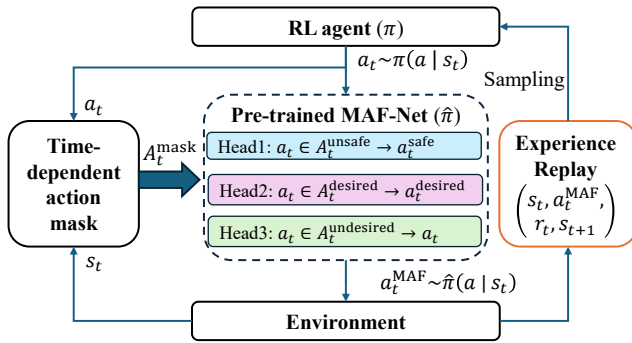 RL agent (π)
a_t~π(a | s_t)
Sampling
a_t
Pre-trained MAF-Net (π̂)
Time-
dependent
action
mask
A_t^mask
Head1: a_t ∈ A_t^unsafe → a_t^safe
Head2: a_t ∈ A_t^desired → a_t^desired
Head3: a_t ∈ A_t^undesired → a_t
Experience
Replay
(s_t, a_t^MAF,
r_t, s_{t+1})
s_t
a_t^MAF~π̂(a | s_t)
Environment